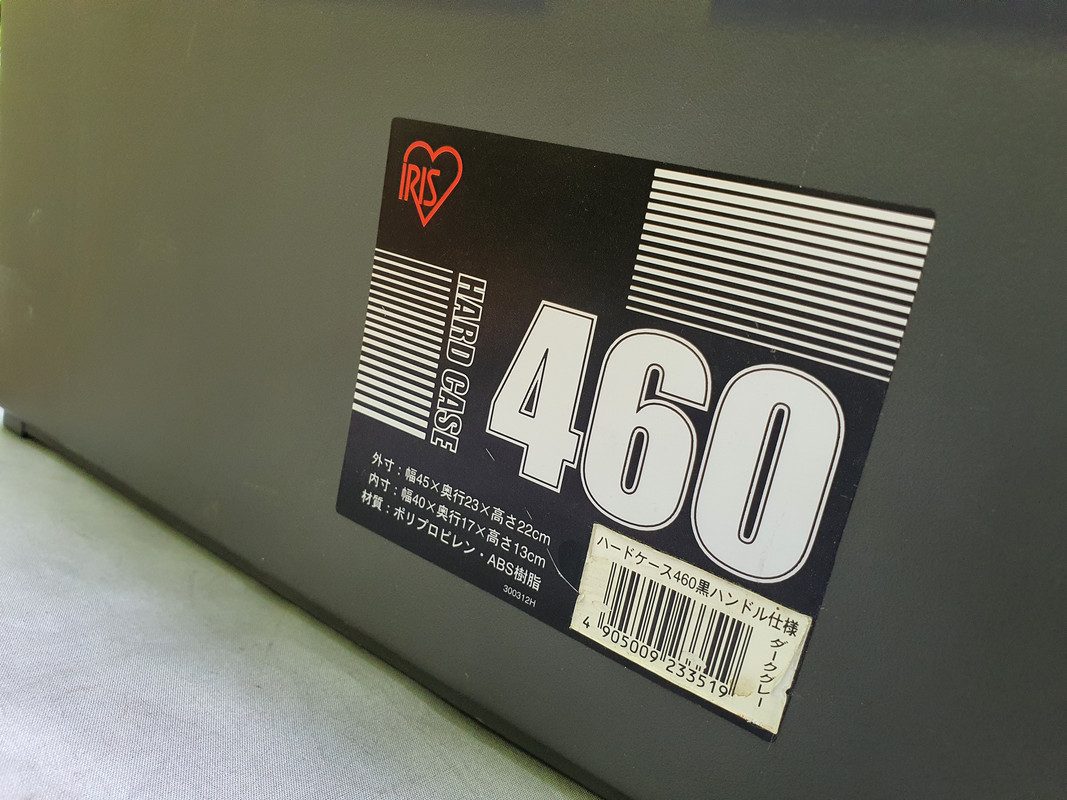 IRIS
HARD CASE
460
外寸：幅45×奥行23×高さ22cm
内寸：幅40×奥行17×高さ13cm
材質：ポリプロピレン・ABS樹脂
300312H
ハードケース460黒ハンドル仕様
ダークグレー
4 905009 233519